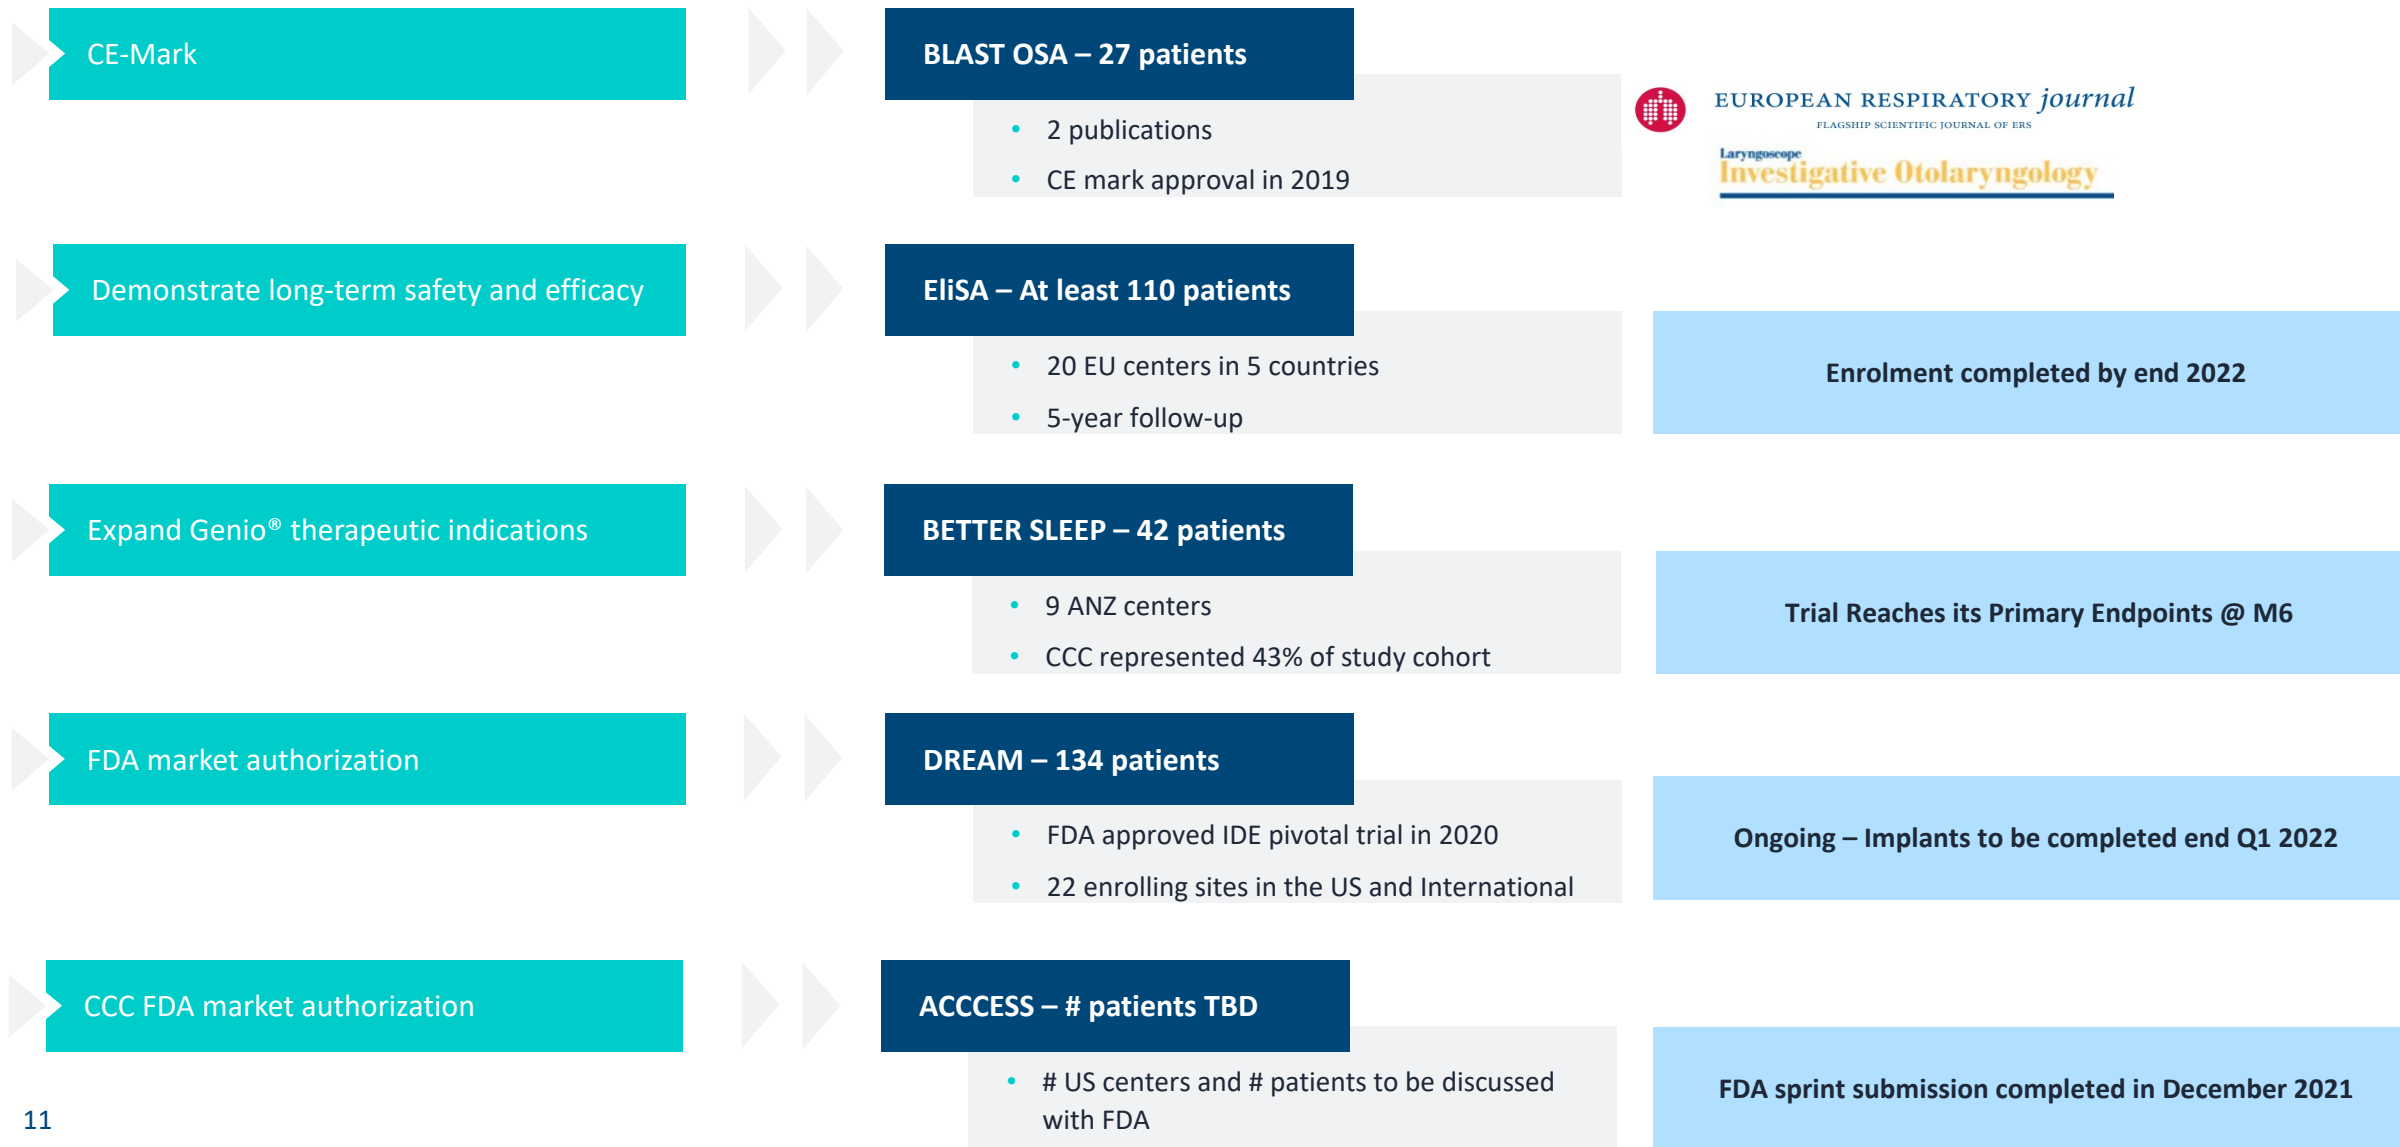 CE-Mark
BLAST OSA – 27 patients
• 2 publications
• CE mark approval in 2019
EUROPEAN RESPIRATORY journal
FLAGSHIP SCIENTIFIC JOURNAL OF ERS
Laryngoscope
Investigative Otolaryngology
Demonstrate long-term safety and efficacy
EliSA – At least 110 patients
• 20 EU centers in 5 countries
• 5-year follow-up
Enrolment completed by end 2022
Expand Genio® therapeutic indications
BETTER SLEEP – 42 patients
• 9 ANZ centers
• CCC represented 43% of study cohort
Trial Reaches its Primary Endpoints @ M6
FDA market authorization
DREAM – 134 patients
• FDA approved IDE pivotal trial in 2020
• 22 enrolling sites in the US and International
Ongoing – Implants to be completed end Q1 2022
CCC FDA market authorization
ACCCESS – # patients TBD
• # US centers and # patients to be discussed
with FDA
FDA sprint submission completed in December 2021
11